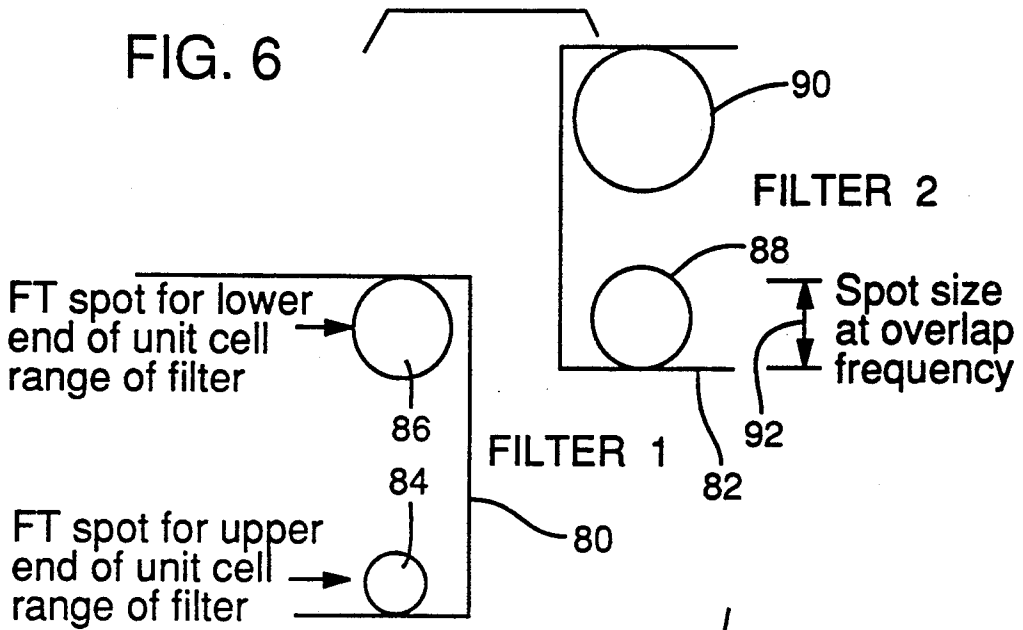 FIG. 6
90
FILTER 2
88
Spot size
at overlap
frequency
92
82
FT spot for lower
end of unit cell
range of filter
86
FILTER 1
84
80
FT spot for upper
end of unit cell
range of filter